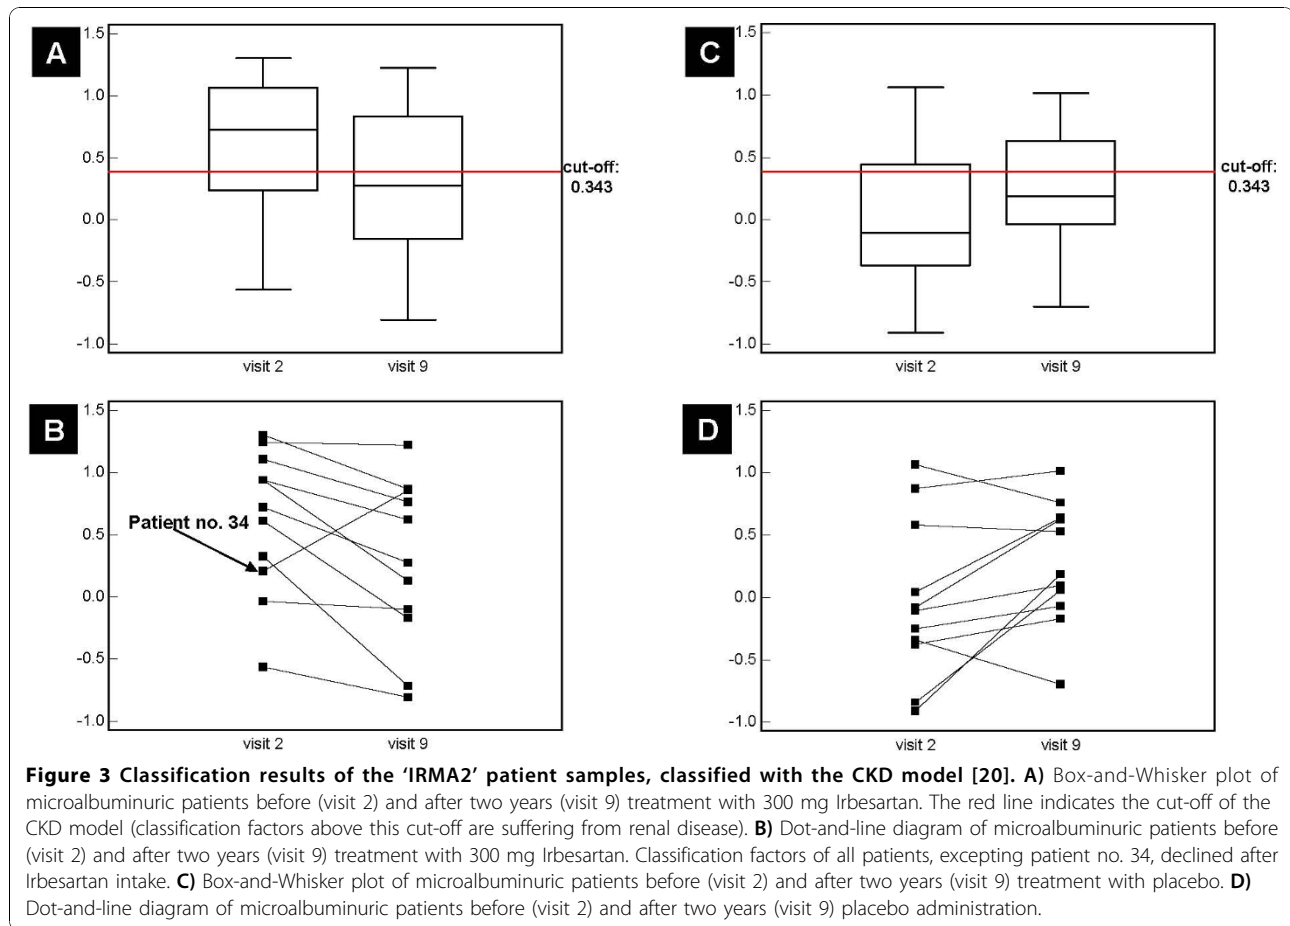 A
1.5
1.0
0.5
0.0
-0.5
-1.0
cut-off:
0.343
visit 2
visit 9
C
1.5
1.0
0.5
0.0
-0.5
-1.0
cut-off:
0.343
visit 2
visit 9
B
1.5
1.0
0.5
0.0
-0.5
-1.0
Patient no. 34
visit 2
visit 9
D
1.5
1.0
0.5
0.0
-0.5
-1.0
visit 2
visit 9
Figure 3 Classification results of the ‘IRMA2’ patient samples, classified with the CKD model [20]. A) Box-and-Whisker plot of
microalbuminuric patients before (visit 2) and after two years (visit 9) treatment with 300 mg Irbesartan. The red line indicates the cut-off of the
CKD model (classification factors above this cut-off are suffering from renal disease). B) Dot-and-line diagram of microalbuminuric patients before
(visit 2) and after two years (visit 9) treatment with 300 mg Irbesartan. Classification factors of all patients, excepting patient no. 34, declined after
Irbesartan intake. C) Box-and-Whisker plot of microalbuminuric patients before (visit 2) and after two years (visit 9) treatment with placebo. D)
Dot-and-line diagram of microalbuminuric patients before (visit 2) and after two years (visit 9) placebo administration.